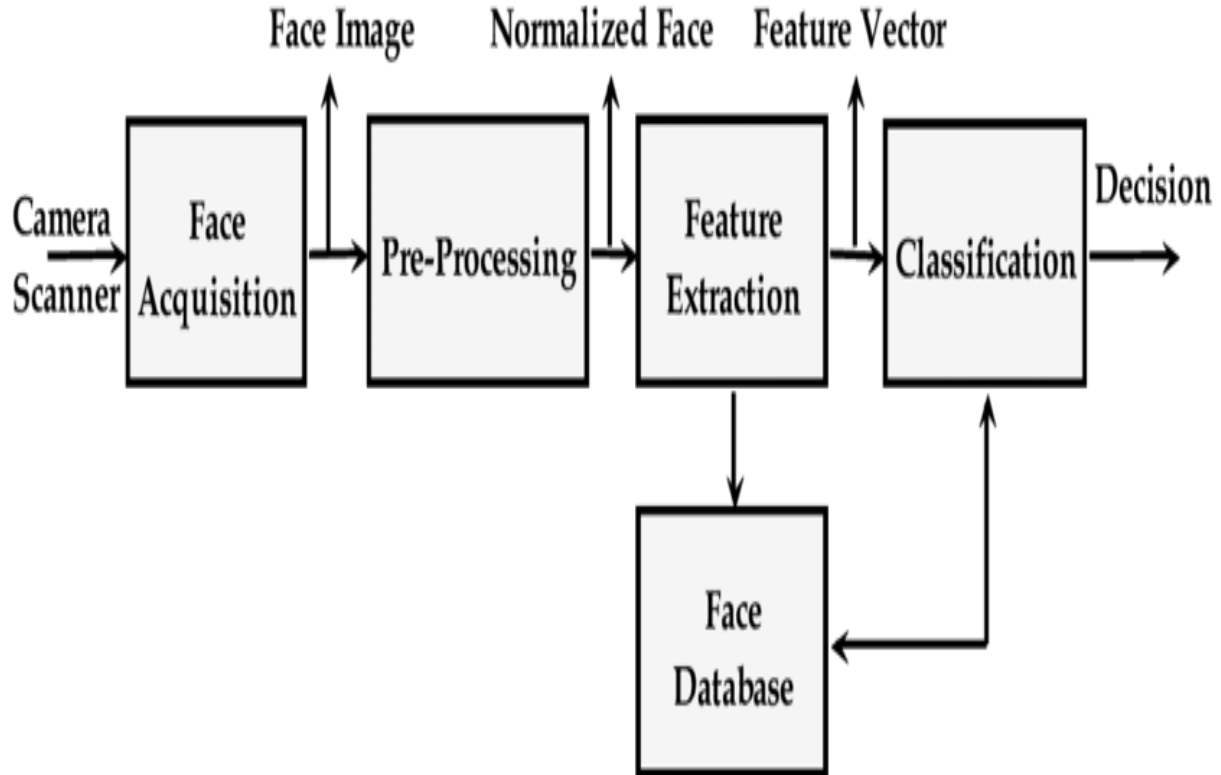 Face Image
Normalized Face
Feature Vector
Camera
Scanner
Face
Acquisition
Pre-Processing
Feature
Extraction
Classification
Decision
Face
Database